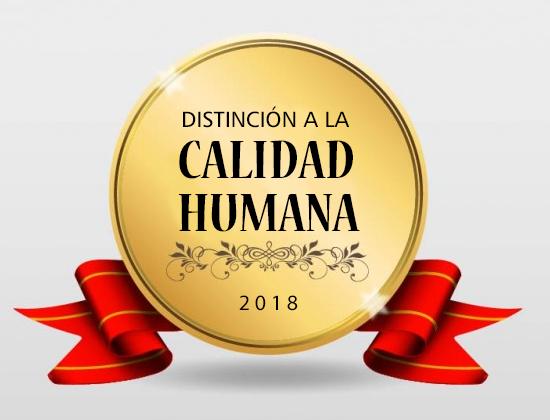 DISTINCIÓN A LA
CALIDAD
HUMANA
2018